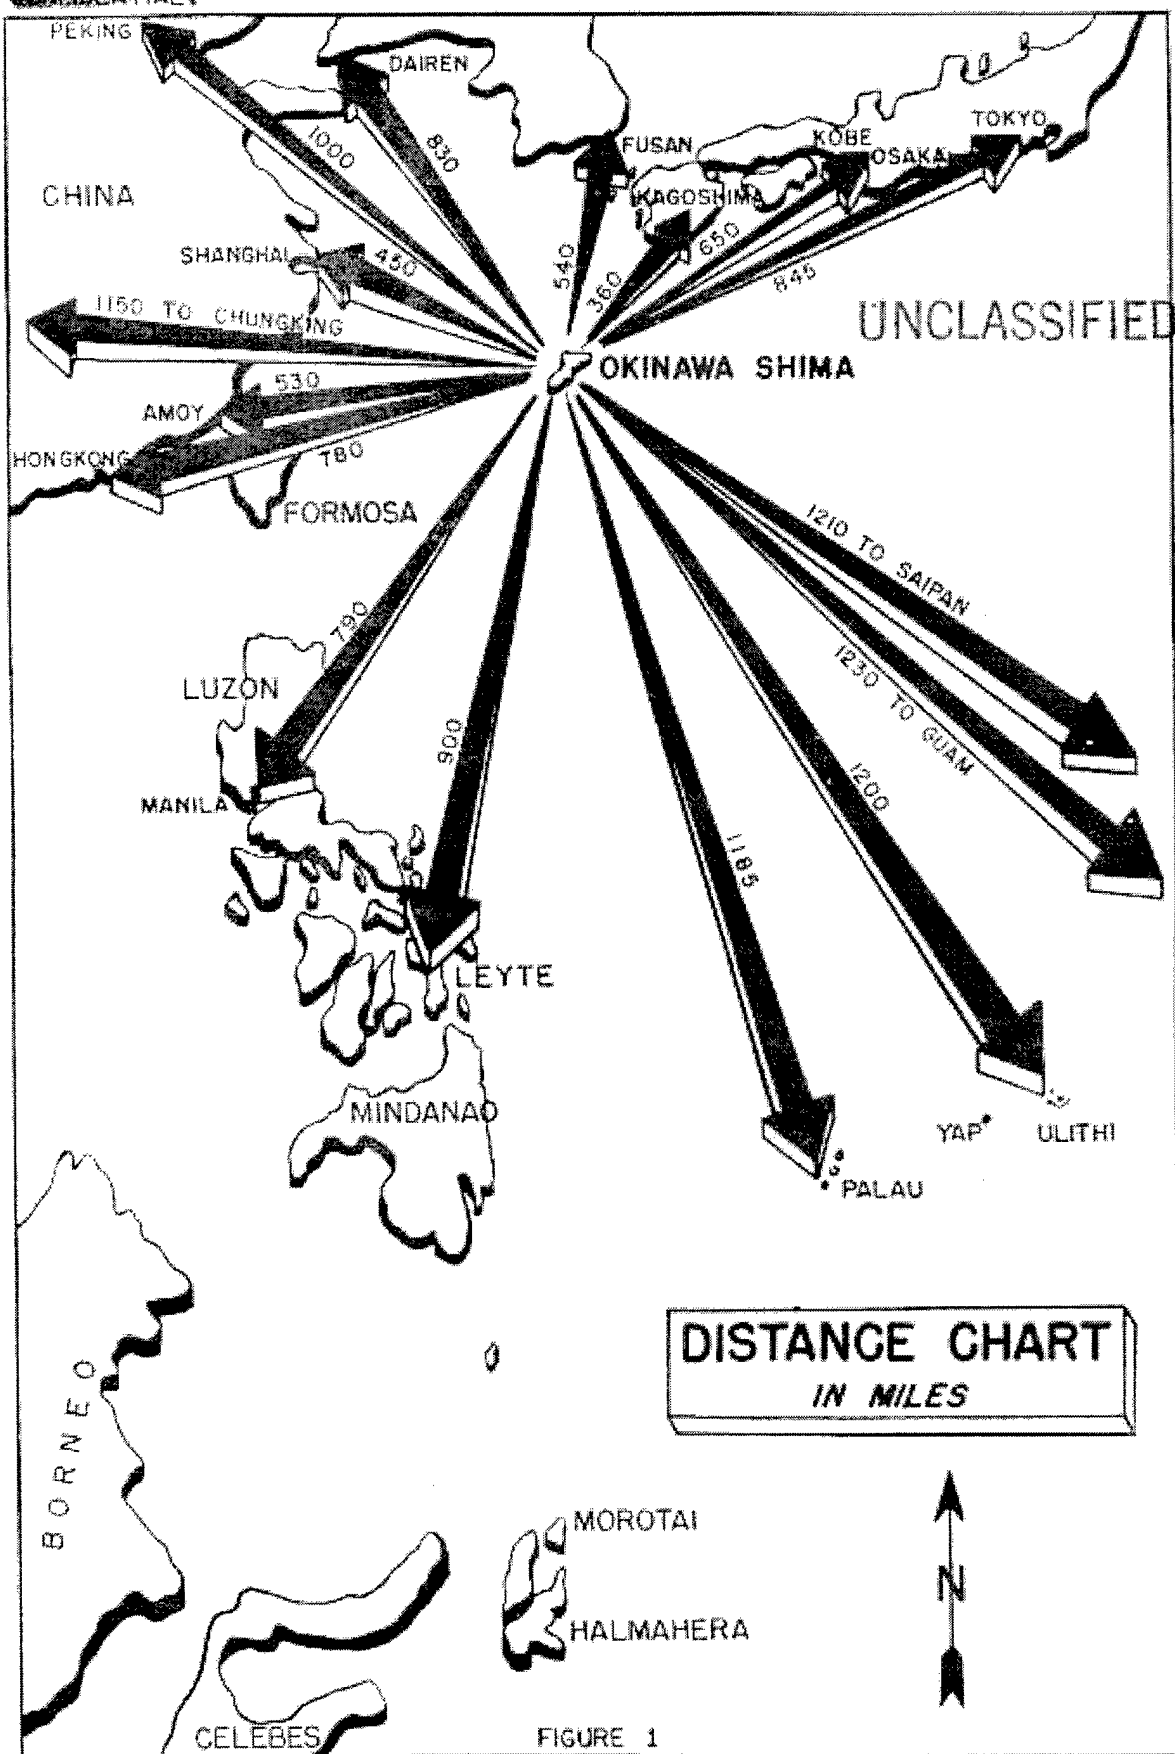 PEKING
DAIREN
1000
830
FUSAN
KOBE
TOKYO
OSAKA
KAGOSHIMA
CHINA
SHANGHAI
450
540
360
650
845
1150 TO CHUNGKING
UNCLASSIFIED
OKINAWA SHIMA
530
AMOY
HONGKONG
780
FORMOSA
1210 TO SAIPAN
790
LUZON
1230 TO GUAM
900
1200
MANILA
1185
LEYTE
MINDANAO
YAP
ULITHI
PALAU
DISTANCE CHART
IN MILES
BORNEO
MOROTAI
N
HALMAHERA
CELEBES
FIGURE 1